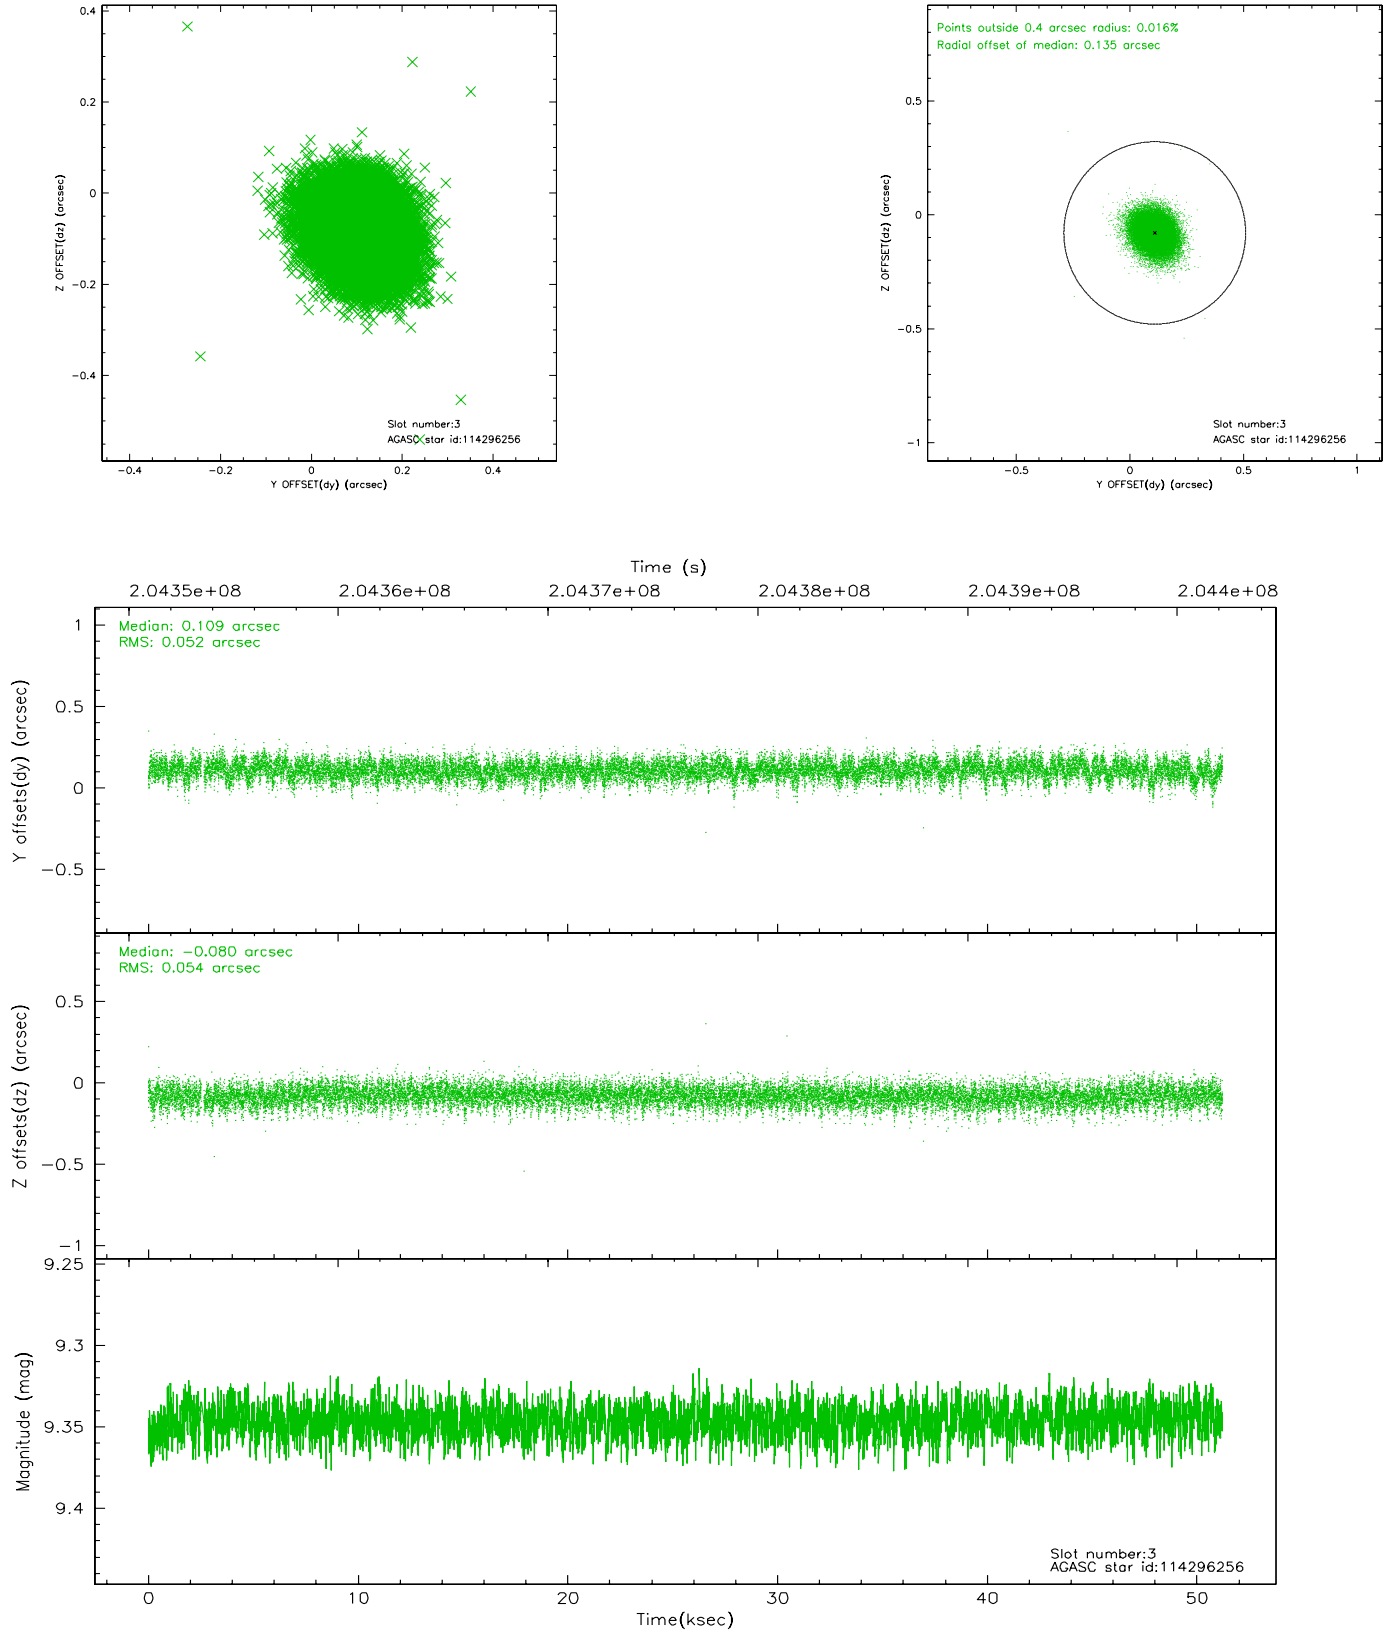 0.4
0.2
0
-0.2
-0.4
Z OFFSET(dz) (arcsec)
Slot number:3
AGASC star id:114296256
-0.4 -0.2 0 0.2 0.4
Y OFFSET(dy) (arcsec)
Points outside 0.4 arcsec radius: 0.016%
Radial offset of median: 0.135 arcsec
0.5
0
-0.5
-1
Z OFFSET(dz) (arcsec)
Slot number:3
AGASC star id:114296256
-0.5 0 0.5 1
Y OFFSET(dy) (arcsec)
Time (s)
2.0435e+08 2.0436e+08 2.0437e+08 2.0438e+08 2.0439e+08 2.044e+08
Median: 0.109 arcsec
RMS: 0.052 arcsec
1
0.5
0
-0.5
Y offsets(dy) (arcsec)
Median: -0.080 arcsec
RMS: 0.054 arcsec
0.5
0
-0.5
-1
Z offsets(dz) (arcsec)
9.25
9.3
9.35
9.4
Magnitude (mag)
Slot number:3
AGASC star id:114296256
0 10 20 30 40 50
Time(ksec)